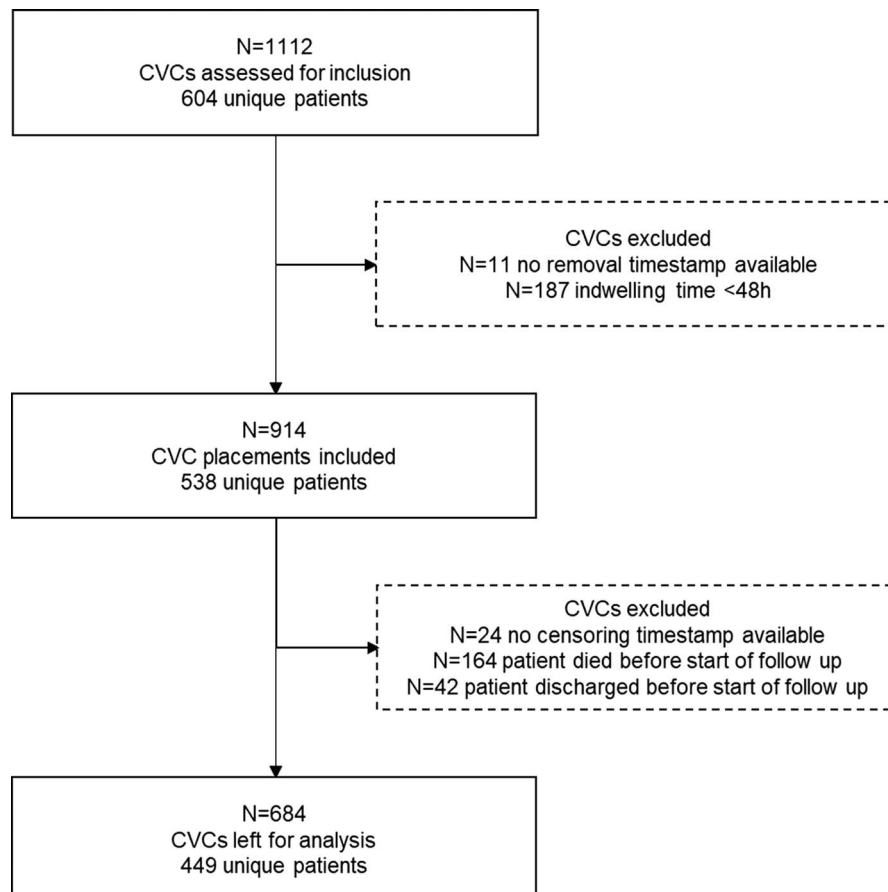 N=1112
CVCs assessed for inclusion
604 unique patients
CVCs excluded
N=11 no removal timestamp available
N=187 indwelling time <48h
N=914
CVC placements included
538 unique patients
CVCs excluded
N=24 no censoring timestamp available
N=164 patient died before start of follow up
N=42 patient discharged before start of follow up
N=684
CVCs left for analysis
449 unique patients